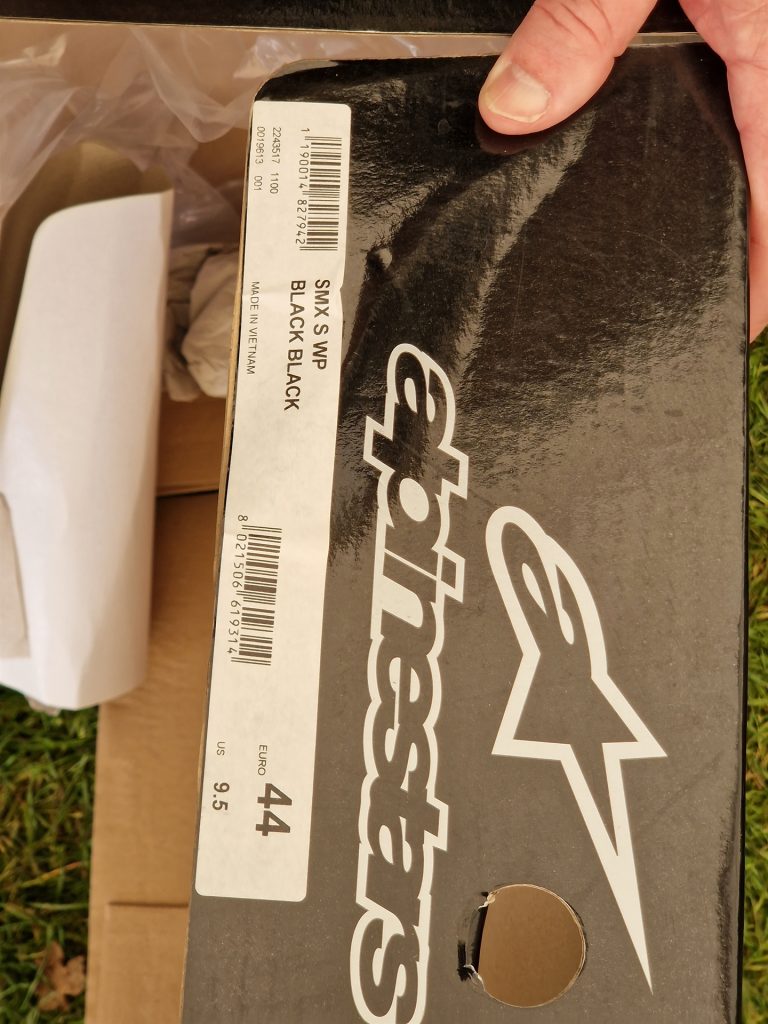 1 190014 827942
2243517 1100
0019613 001
SMX S WP
BLACK BLACK
MADE IN VIETNAM
8 021506 619314
EURO 44
US 9.5
alpinestars